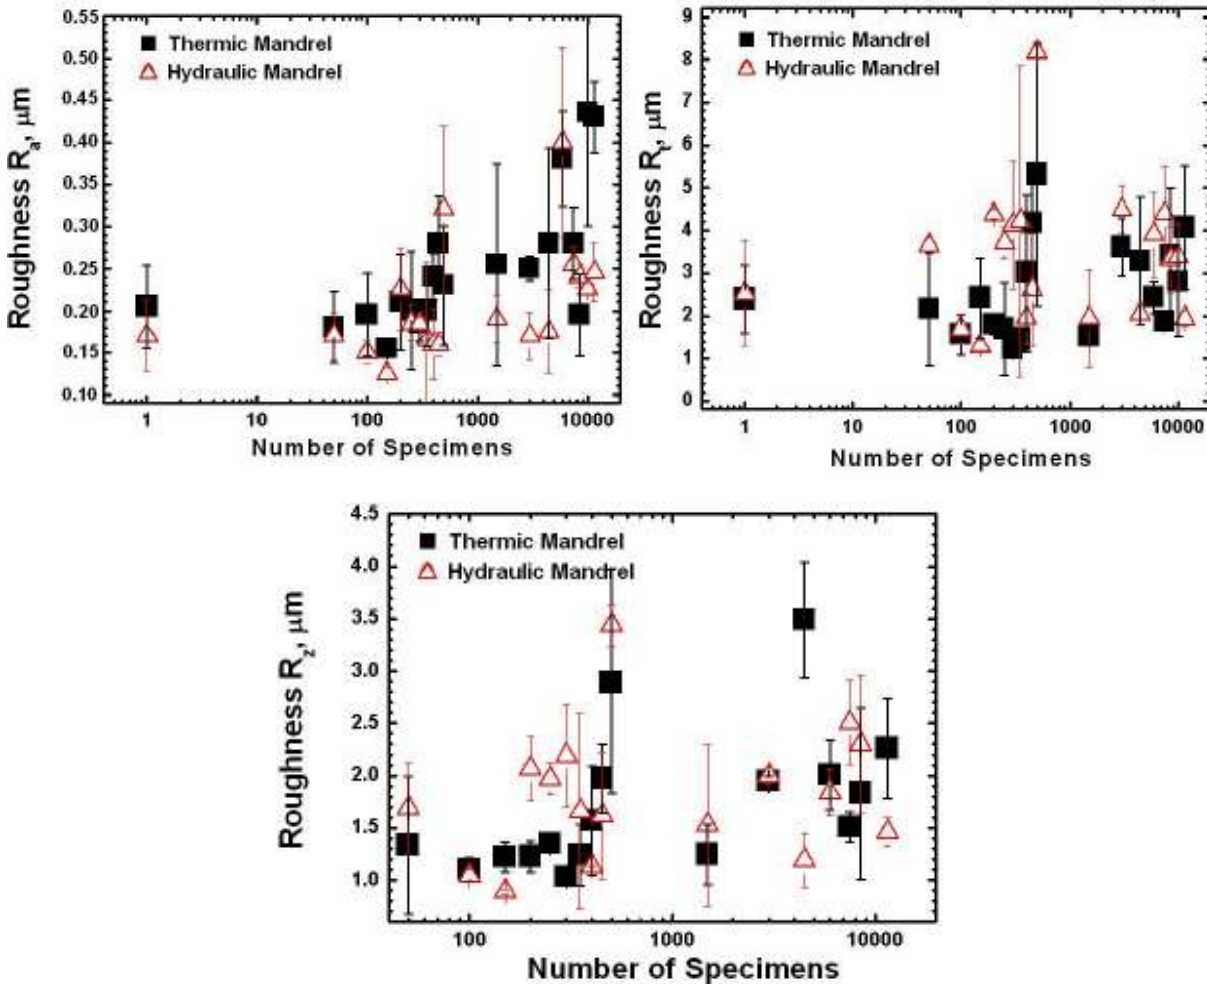 0.55
0.50
0.45
0.40
0.35
0.30
0.25
0.20
0.15
0.10
Roughness Ra, μm
Thermic Mandrel
Hydraulic Mandrel
1 10 100 1000 10000
Number of Specimens
9
8
7
6
5
4
3
2
1
0
Roughness Rt, μm
Thermic Mandrel
Hydraulic Mandrel
1 10 100 1000 10000
Number of Specimens
4.5
4.0
3.5
3.0
2.5
2.0
1.5
1.0
Roughness Rz, μm
Thermic Mandrel
Hydraulic Mandrel
100 1000 10000
Number of Specimens